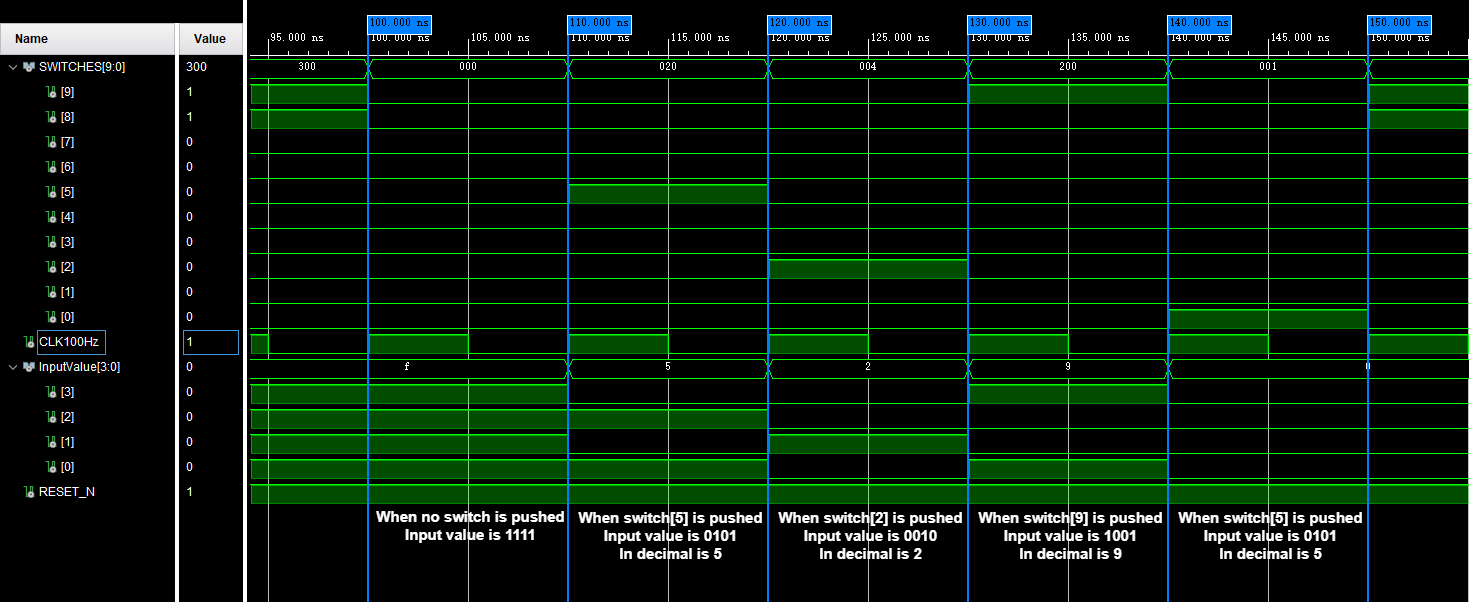 Name Value
100.000 ns 110.000 ns 120.000 ns 130.000 ns 140.000 ns 150.000 ns
95.000 ns 100.000 ns 105.000 ns 110.000 ns 115.000 ns 120.000 ns 125.000 ns 130.000 ns 135.000 ns 140.000 ns 145.000 ns 150.000 ns
SWITCHES[9:0] 300 300 000 020 004 200 001
[9] 1
[8] 1
[7] 0
[6] 0
[5] 0
[4] 0
[3] 0
[2] 0
[1] 0
[0] 0
CLK100Hz 1
InputValue[3:0] 0 f 5 2 9 0
[3] 0
[2] 0
[1] 0
[0] 0
RESET_N 1
When no switch is pushed
Input value is 1111
When switch[5] is pushed
Input value is 0101
In decimal is 5
When switch[2] is pushed
Input value is 0010
In decimal is 2
When switch[9] is pushed
Input value is 1001
In decimal is 9
When switch[5] is pushed
Input value is 0101
In decimal is 5